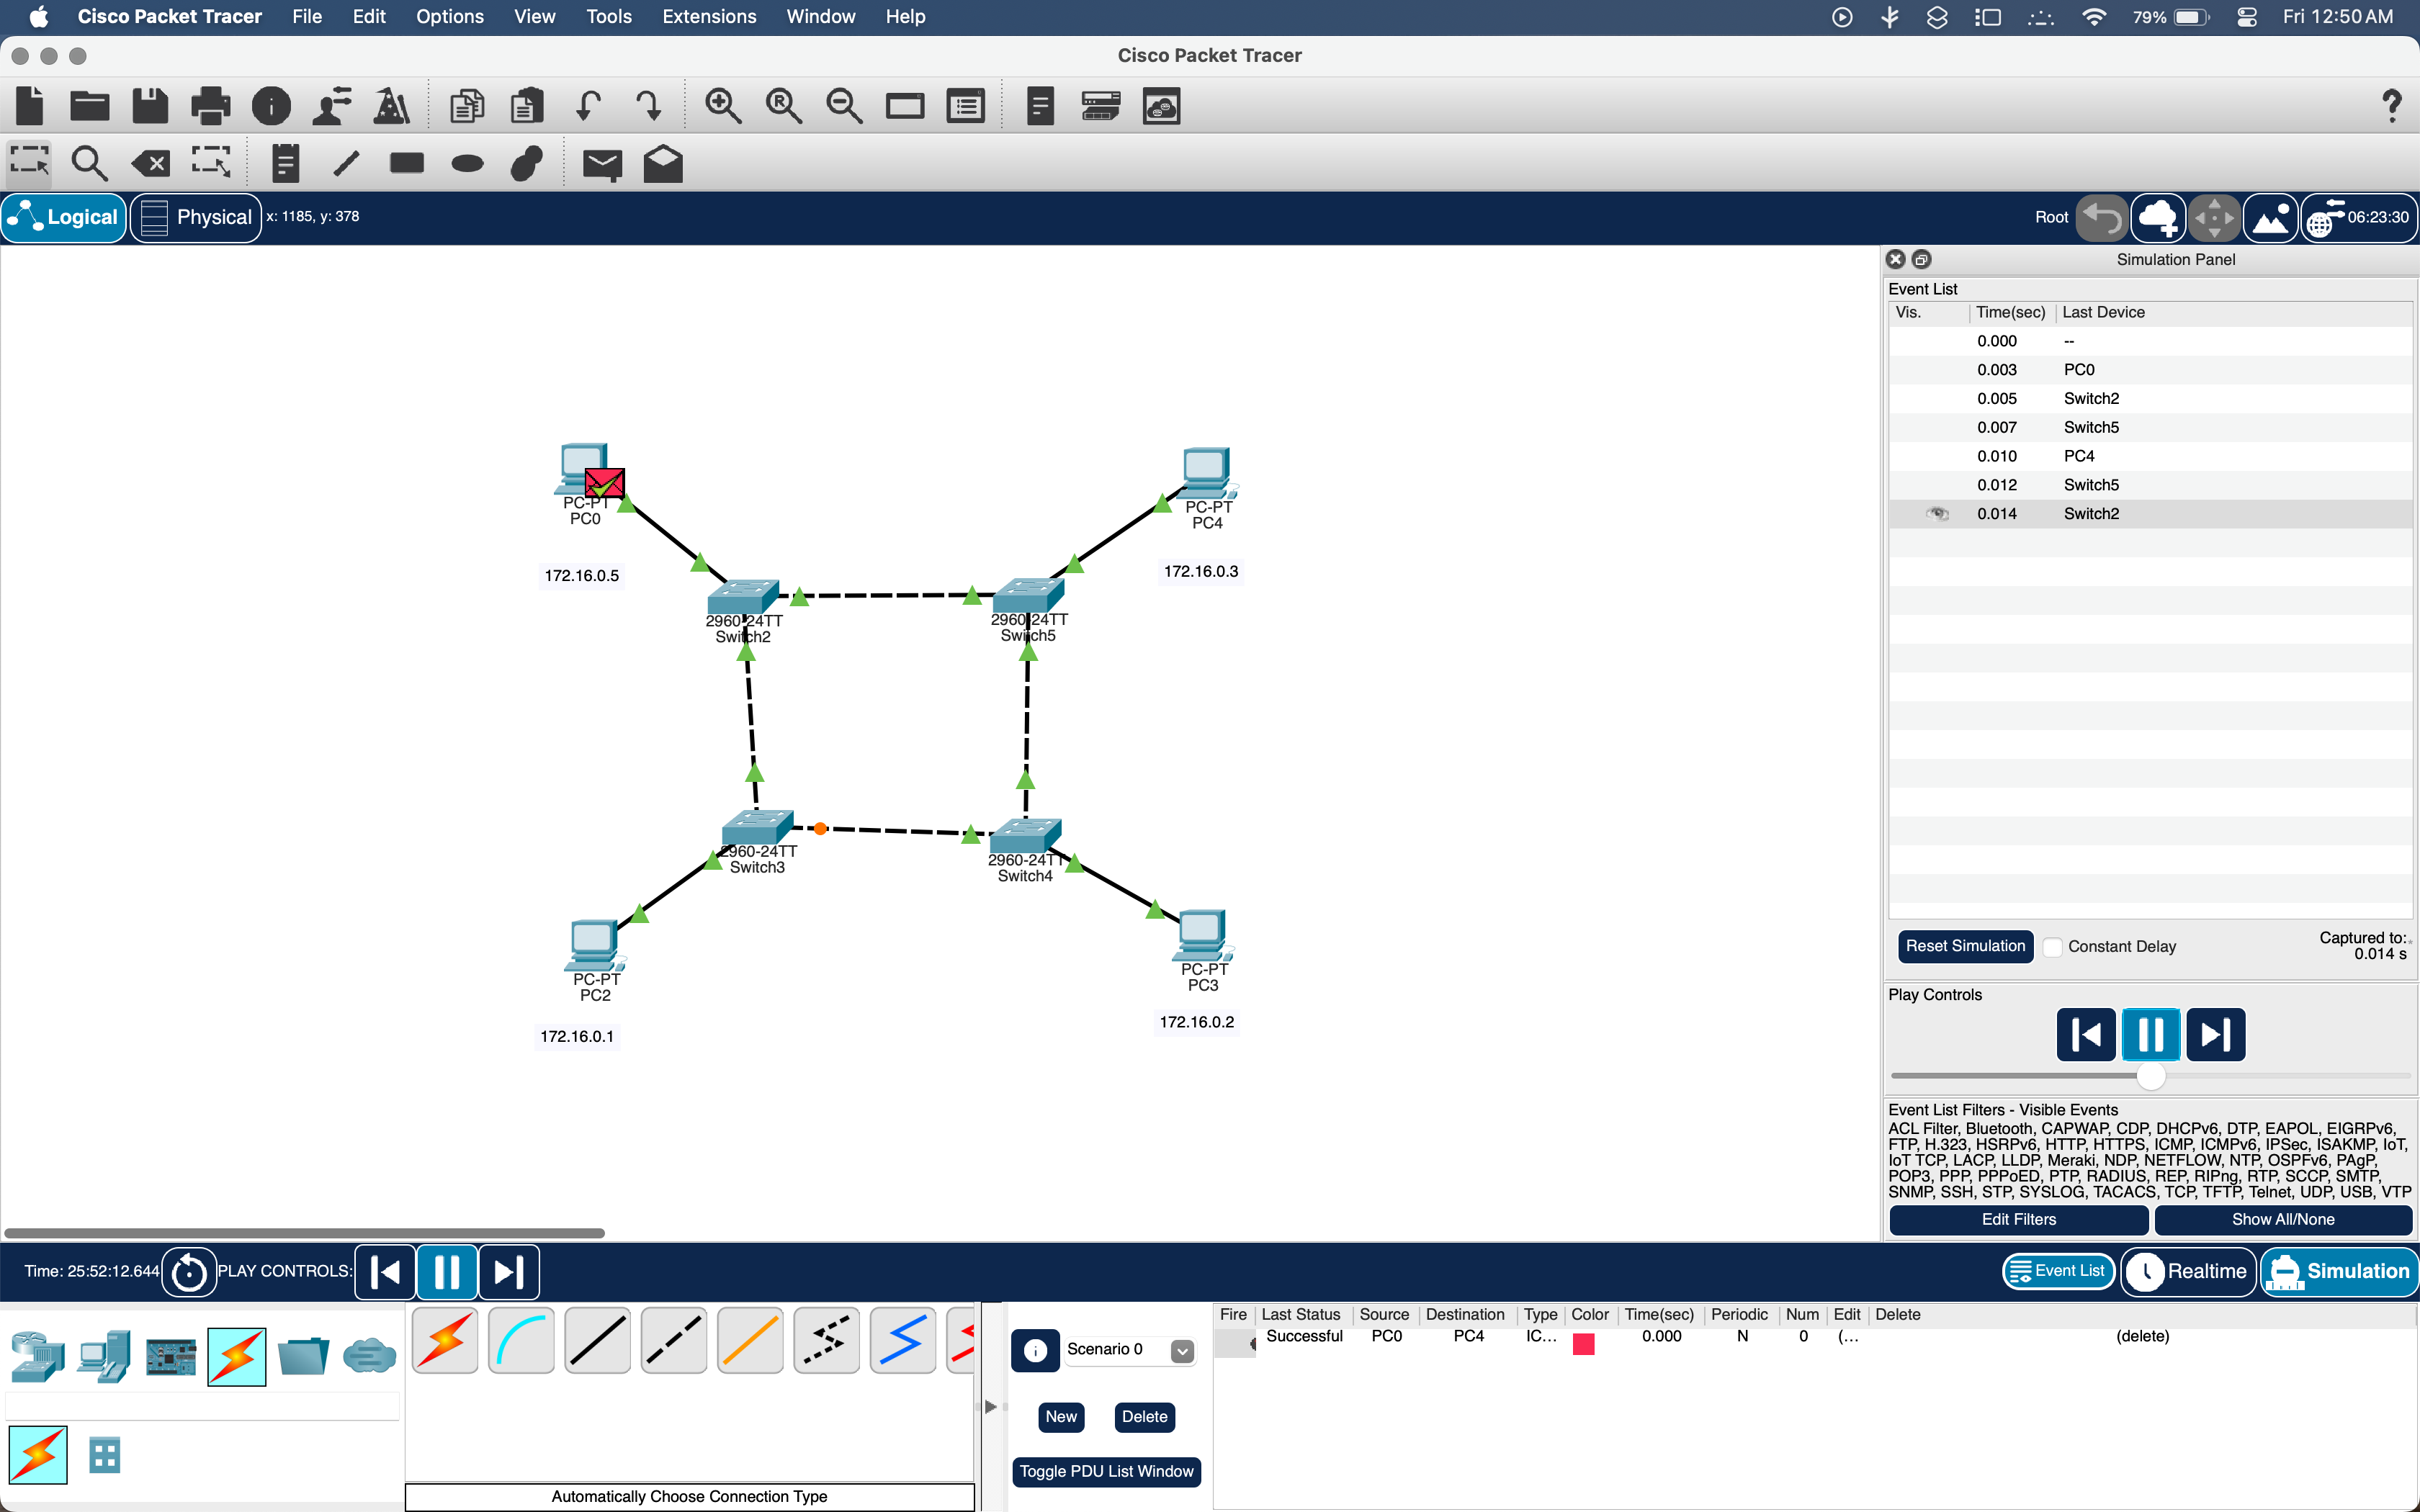 Cisco Packet Tracer File Edit Options View Tools Extensions Window Help 79% Fri 12:50 AM
Cisco Packet Tracer
Logical Physical x: 1185, y: 378 Root 06:23:30
Simulation Panel
Event List
Vis. Time(sec) Last Device
0.000 --
0.003 PC0
0.005 Switch2
0.007 Switch5
0.010 PC4
0.012 Switch5
0.014 Switch2
PC-PT
PC0
172.16.0.5
PC-PT
PC4
172.16.0.3
2960-24TT
Switch2
2960-24TT
Switch5
2960-24TT
Switch3
2960-24TT
Switch4
PC-PT
PC2
172.16.0.1
PC-PT
PC3
172.16.0.2
Reset Simulation Constant Delay Captured to:
0.014 s
Play Controls
Event List Filters - Visible Events
ACL Filter, Bluetooth, CAPWAP, CDP, DHCPv6, DTP, EAPOL, EIGRPv6,
FTP, H.323, HSRPv6, HTTP, HTTPS, ICMP, ICMPv6, IPSec, ISAKMP, IoT,
IoT TCP, LACP, LLDP, Meraki, NDP, NETFLOW, NTP, OSPFv6, PAgP,
POP3, PPP, PPPoED, PTP, RADIUS, REP, RIPng, RTP, SCCP, SMTP,
SNMP, SSH, STP, SYSLOG, TACACS, TCP, TFTP, Telnet, UDP, USB, VTP
Edit Filters Show All/None
Time: 25:52:12.644 PLAY CONTROLS: Event List Realtime Simulation
Scenario 0
New Delete
Toggle PDU List Window
Fire Last Status Source Destination Type Color Time(sec) Periodic Num Edit Delete
Successful PC0 PC4 IC... 0.000 N 0 (... (delete)
Automatically Choose Connection Type